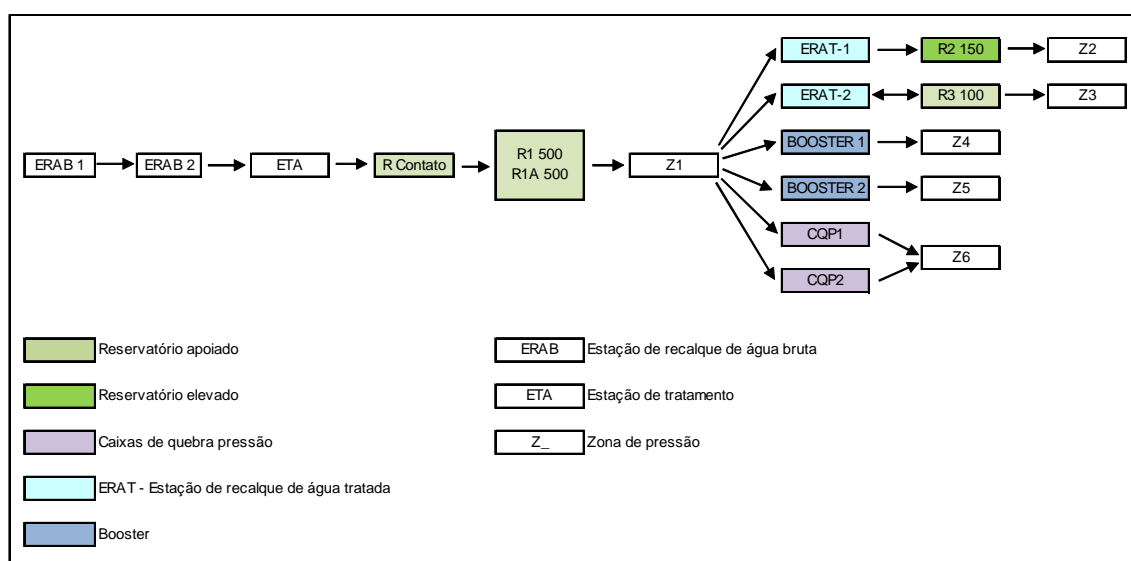 ERAT-1
R2 150
Z2
ERAT-2
R3 100
Z3
ERAB 1
ERAB 2
ETA
R Contato
R1 500
R1A 500
Z1
BOOSTER 1
Z4
BOOSTER 2
Z5
CQP1
CQP2
Z6
Reservatório apoiado
ERAB Estação de recalque de água bruta
Reservatório elevado
ETA Estação de tratamento
Caixas de quebra pressão
Z_ Zona de pressão
ERAT - Estação de recalque de água tratada
Booster